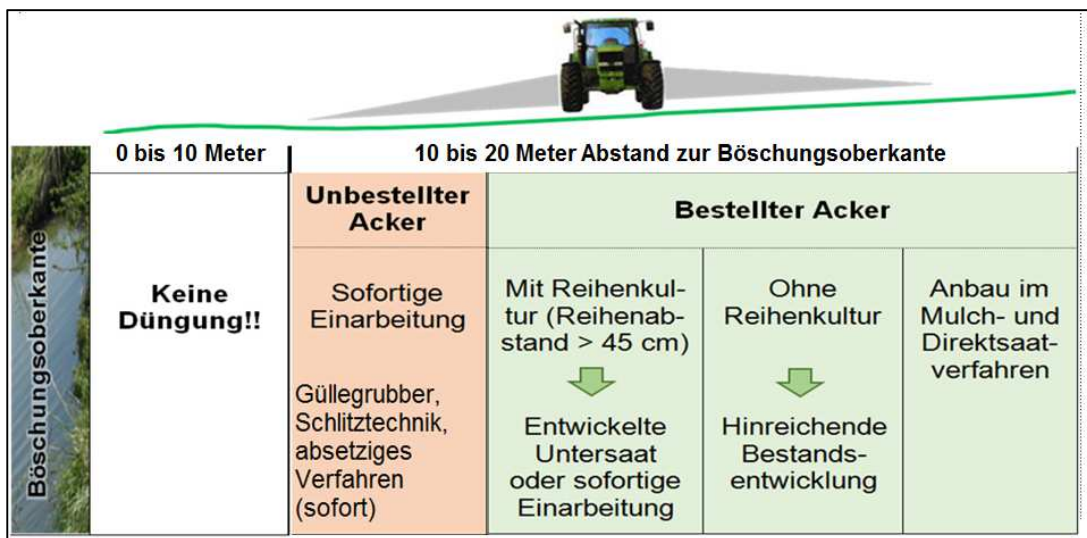 0 bis 10 Meter
10 bis 20 Meter Abstand zur Böschungsoberkante
Böschungsoberkante
Keine
Düngung!!
Unbestellter
Acker
Sofortige
Einarbeitung
Güllegrubber,
Schlitztechnik,
absetziges
Verfahren
(sofort)
Bestellter Acker
Mit Reihenkul-
tur (Reihenab-
stand > 45 cm)
Entwickelte
Untersaat
oder sofortige
Einarbeitung
Ohne
Reihenkultur
Hinreichende
Bestands-
entwicklung
Anbau im
Mulch- und
Direktsaat-
verfahren